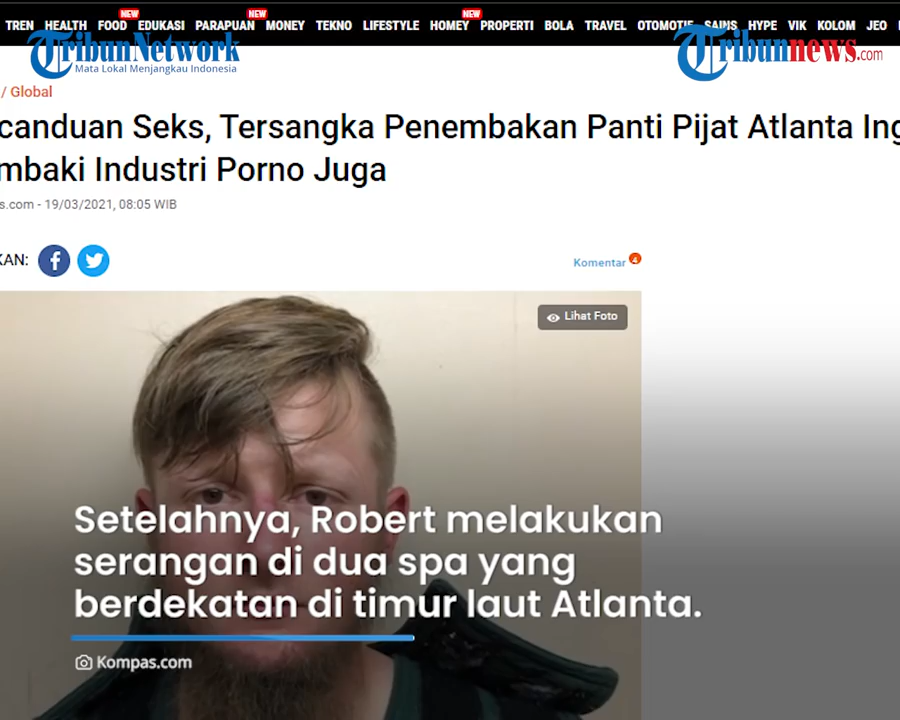 NEW NEW NEW
TREN HEALTH FOOD EDUKASI PARAPUAN MONEY TEKNO LIFESTYLE HOMEY PROPERTI BOLA TRAVEL OTOMOTIF SAINS HYPE VIK KOLOM JEO
TribunNetwork
Mata Lokal Menjangkau Indonesia
Tribunnews.com
/ Global
canduan Seks, Tersangka Penembakan Panti Pijat Atlanta Ing
mbaki Industri Porno Juga
s.com - 19/03/2021, 08:05 WIB
KAN:
Komentar 4
Lihat Foto
Setelahnya, Robert melakukan
serangan di dua spa yang
berdekatan di timur laut Atlanta.
Kompas.com